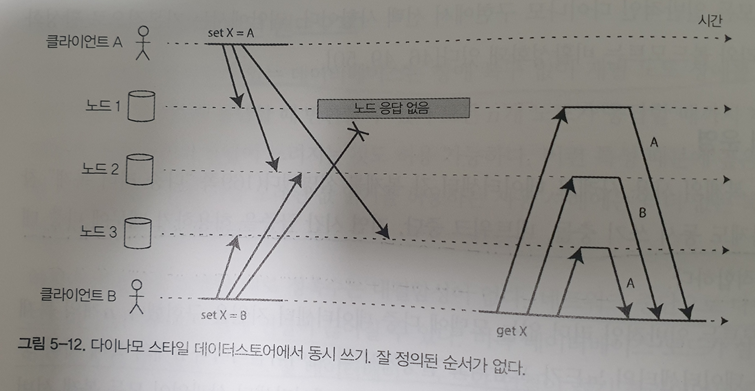 시간
클라이언트 A
set X = A
노드 1
노드 응답 없음
노드 2
노드 3
클라이언트 B
set X = B
A
B
A
get X
그림 5-12. 다이나모 스타일 데이터스토어에서 동시 쓰기. 잘 정의된 순서가 없다.